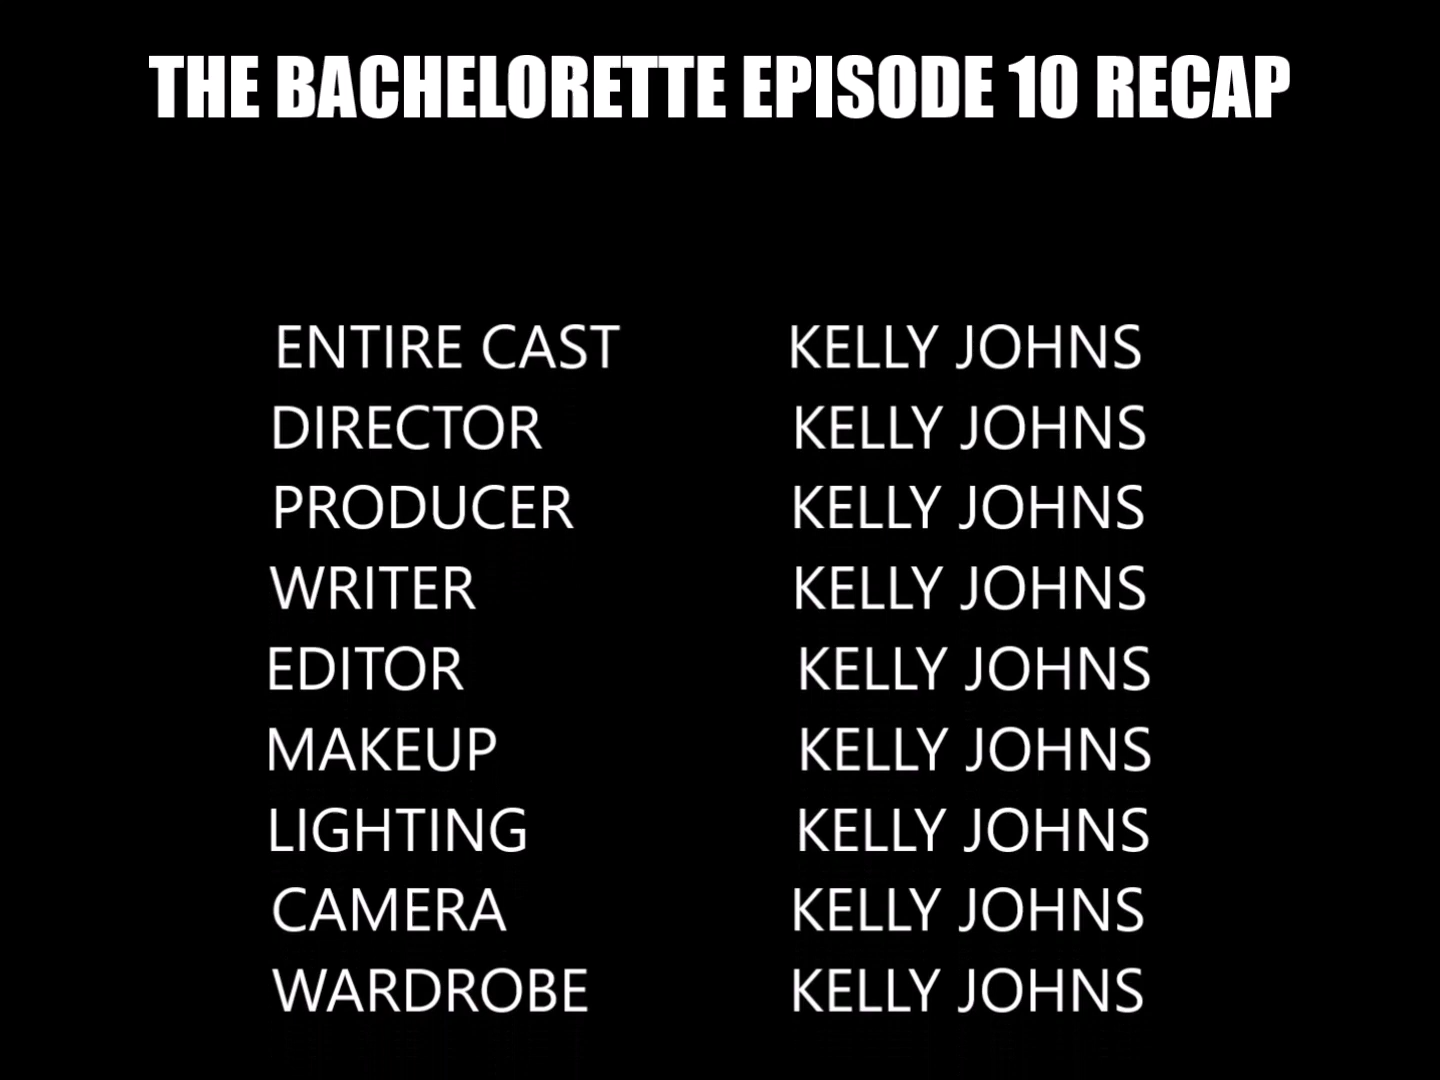 THE BACHELORETTE EPISODE 10 RECAP
ENTIRE CAST KELLY JOHNS
DIRECTOR KELLY JOHNS
PRODUCER KELLY JOHNS
WRITER KELLY JOHNS
EDITOR KELLY JOHNS
MAKEUP KELLY JOHNS
LIGHTING KELLY JOHNS
CAMERA KELLY JOHNS
WARDROBE KELLY JOHNS